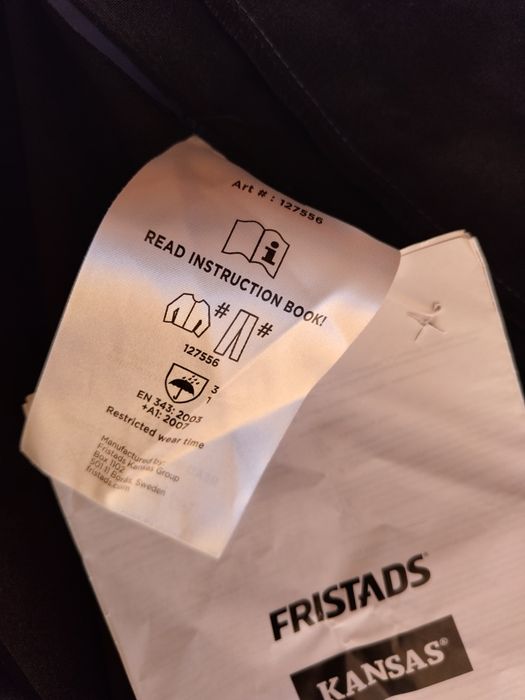 Art # : 127556
READ INSTRUCTION BOOK!
# #
127556
3
1
EN 343: 2003
+A1: 2007
Restricted wear time
Manufactured by:
Fristads Kansas Group
Box 1102
501 11 Borås, Sweden
fristads.com
FRISTADS
KANSAS®